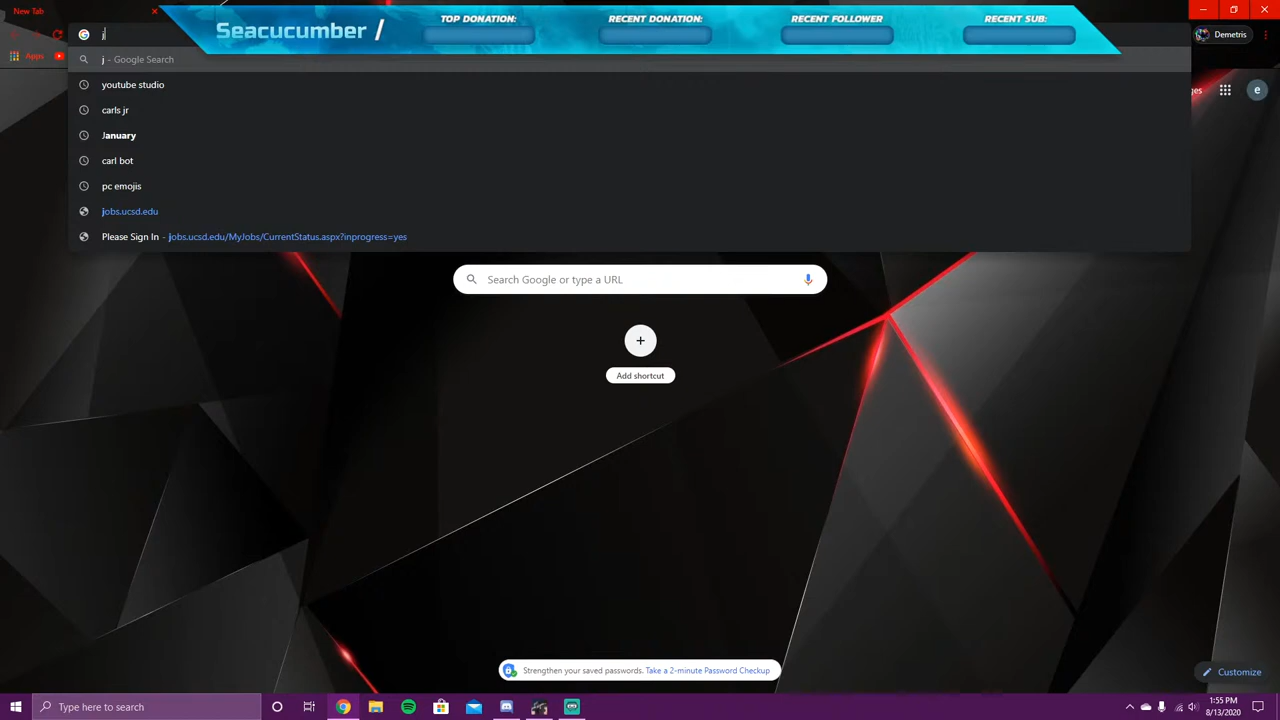 New Tab
Seacucumber /
TOP DONATION:
RECENT DONATION:
RECENT FOLLOWER
RECENT SUB:
j
Demetris
Apps
j - Google Search
youtube studio
carls jr
January
carl bot
pc emojis
jobs.ucsd.edu
Please Sign In - jobs.ucsd.edu/MyJobs/CurrentStatus.aspx?inprogress=yes
ges
e
Search Google or type a URL
Add shortcut
Strengthen your saved passwords. Take a 2-minute Password Checkup
Customize
Type here to search
1:55 PM
8/13/2020